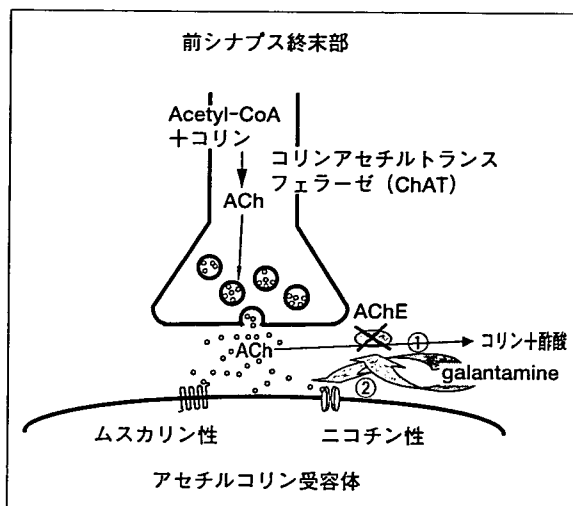 前シナプス終末部
Acetyl-CoA
＋コリン
コリンアセチルトランス
フェラーゼ（ChAT）
ACh
AChE
ACh
①
コリン＋酢酸
galantamine
②
ムスカリン性
ニコチン性
アセチルコリン受容体